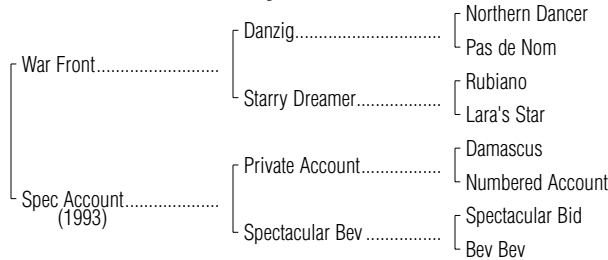 Northern Dancer
Danzig......................................
Pas de Nom
War Front.............................
Rubiano
Starry Dreamer......................
Lara's Star
Damascus
Private Account.....................
Numbered Account
Spec Account......................
(1993)
Spectacular Bid
Spectacular Bev ...................
Bev Bev